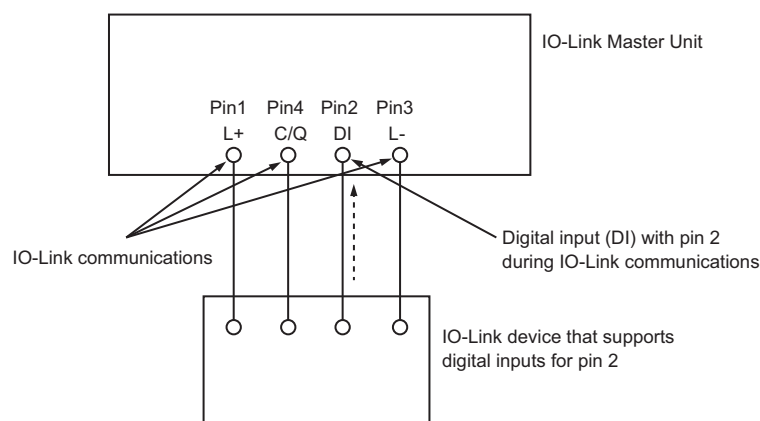 IO-Link Master Unit
Pin1 Pin4 Pin2 Pin3
L+ C/Q DI L-
IO-Link communications
Digital input (DI) with pin 2
during IO-Link communications
IO-Link device that supports
digital inputs for pin 2